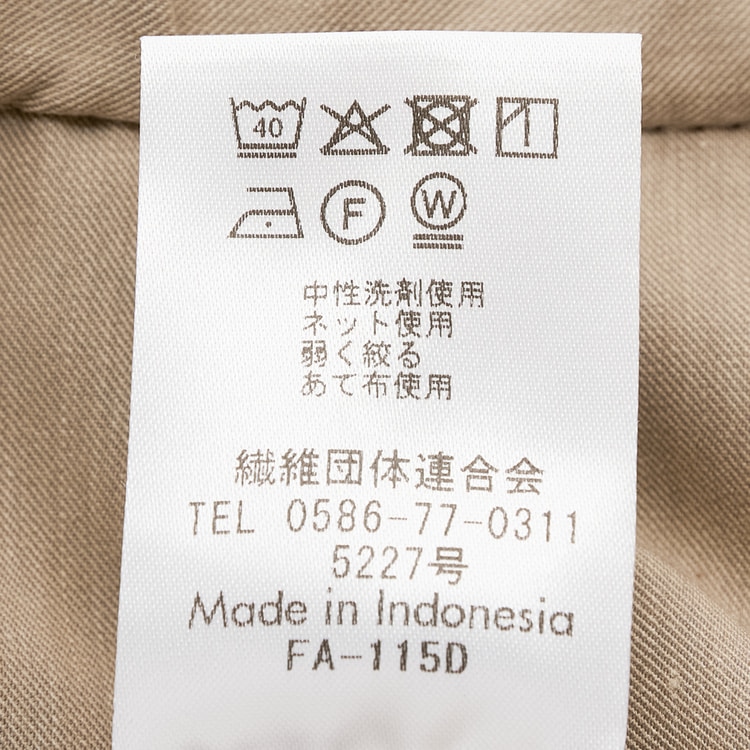 40
F W
中性洗剤使用
ネット使用
弱く絞る
あて布使用
繊維団体連合会
TEL 0586-77-0311
5227号
Made in Indonesia
FA-115D